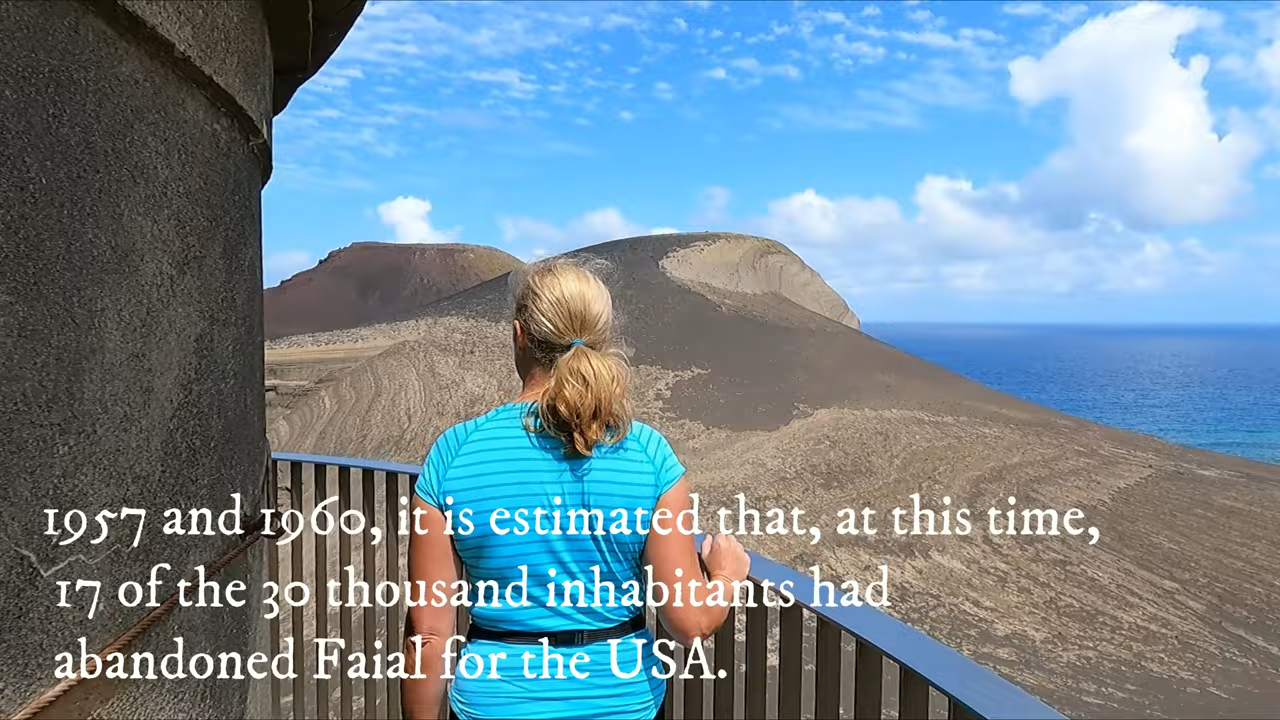 1957 and 1960, it is estimated that, at this time,
17 of the 30 thousand inhabitants had
abandoned Faial for the USA.